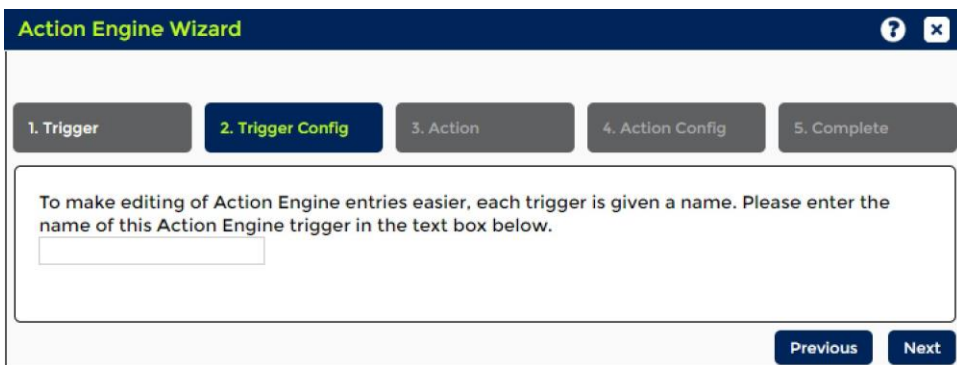 Action Engine Wizard
1. Trigger
2. Trigger Config
3. Action
4. Action Config
5. Complete
To make editing of Action Engine entries easier, each trigger is given a name. Please enter the
name of this Action Engine trigger in the text box below.
Previous
Next